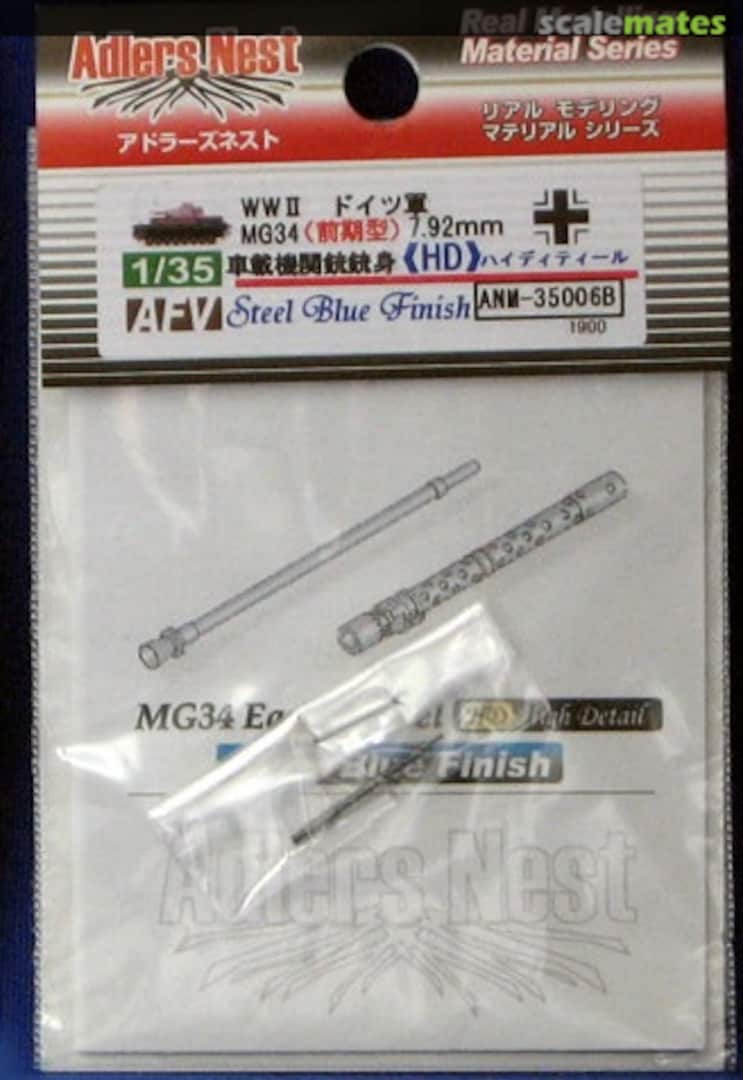 scalemates
Adlers Nest
アドラーズネスト
Real Modelling
Material Series
リアル モデリング
マテリアル シリーズ
WWⅡ ドイツ軍
MG34(前期型)7.92mm
1/35 車載機関銃銃身《HD》ハイディティール
AFV Steel Blue Finish ANM-35006B
1900
MG34 HD High Detail
Blue Finish
Adlers Nest